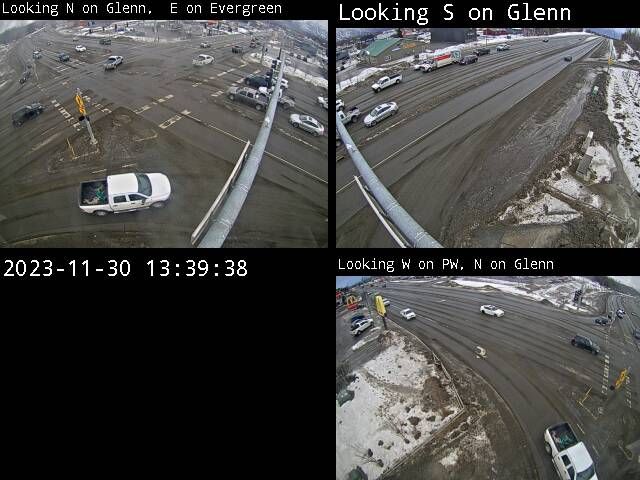 Looking N on Glenn,  E on Evergreen
Looking S on Glenn
2023-11-30 13:39:38
Looking W on PW, N on Glenn